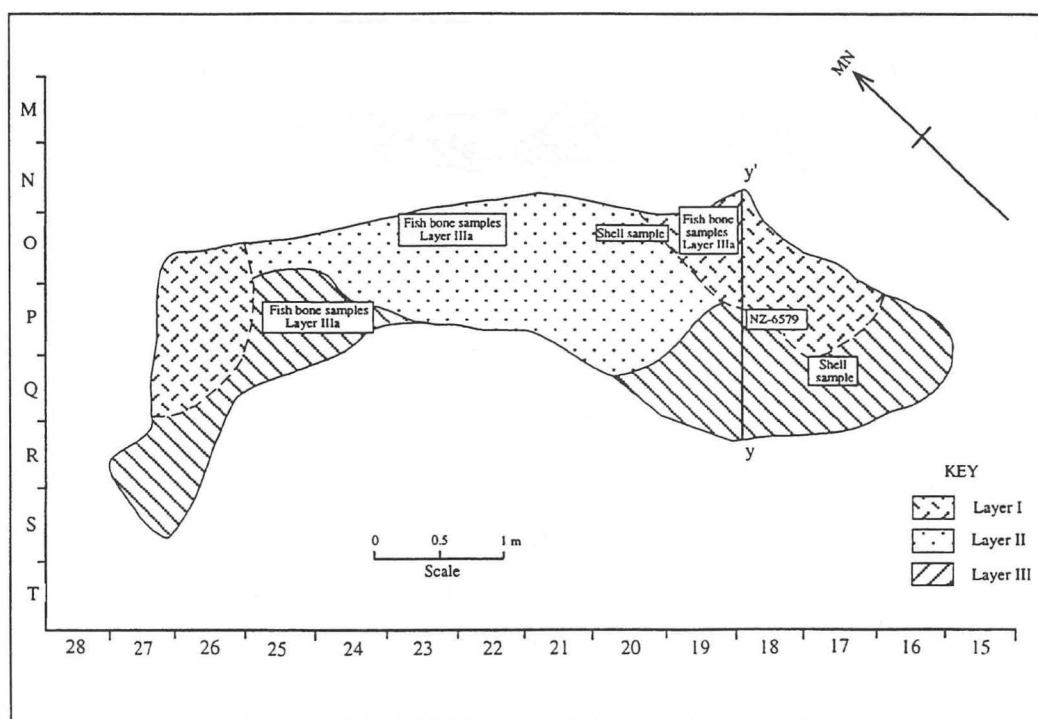 MN
M
N
O
P
Q
R
S
T
y'
Fish bone samples
Layer IIIa
Shell sample
Fish bone
samples
Layer IIIa
Fish bone samples
Layer IIIa
NZ-6579
Shell
sample
y
KEY
Layer I
Layer II
Layer III
0 0.5 1 m
Scale
28 27 26 25 24 23 22 21 20 19 18 17 16 15